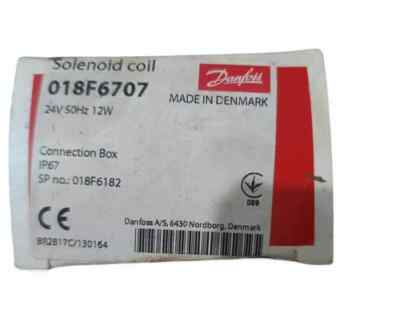 Solenoid coil
018F6707
24V 50Hz 12W
Danfoss
MADE IN DENMARK
Connection Box
IP67
SP no.: 018F6182
089
CE
Danfoss A/S, 6430 Nordborg, Denmark
BB2817C/130164